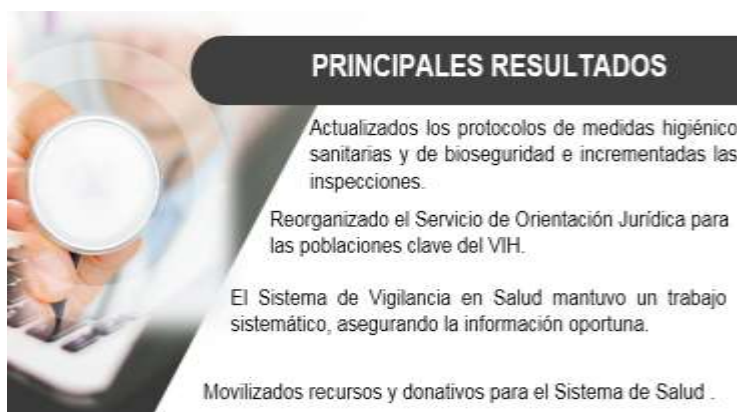 PRINCIPALES RESULTADOS
Actualizados los protocolos de medidas higiénico
sanitarias y de bioseguridad e incrementadas las
inspecciones.
Reorganizado el Servicio de Orientación Jurídica para
las poblaciones clave del VIH.
El Sistema de Vigilancia en Salud mantuvo un trabajo
sistemático, asegurando la información oportuna.
Movilizados recursos y donativos para el Sistema de Salud .